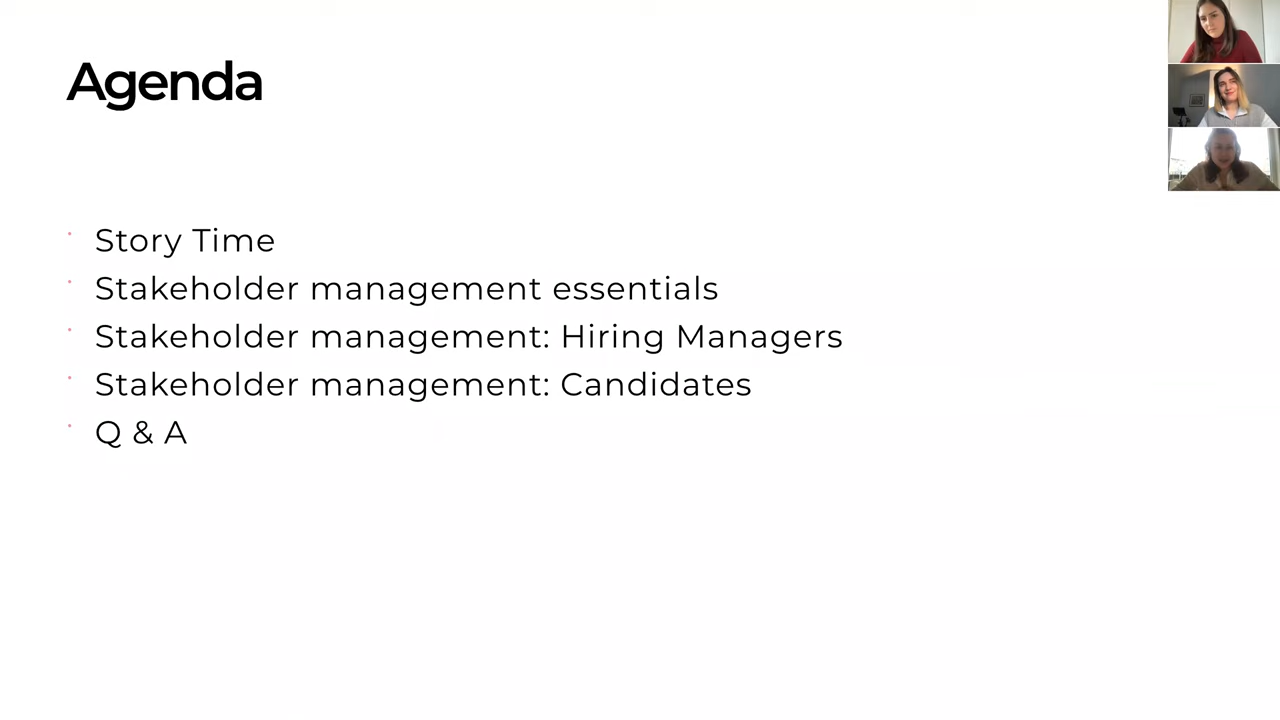 Agenda
Story Time
Stakeholder management essentials
Stakeholder management: Hiring Managers
Stakeholder management: Candidates
Q & A